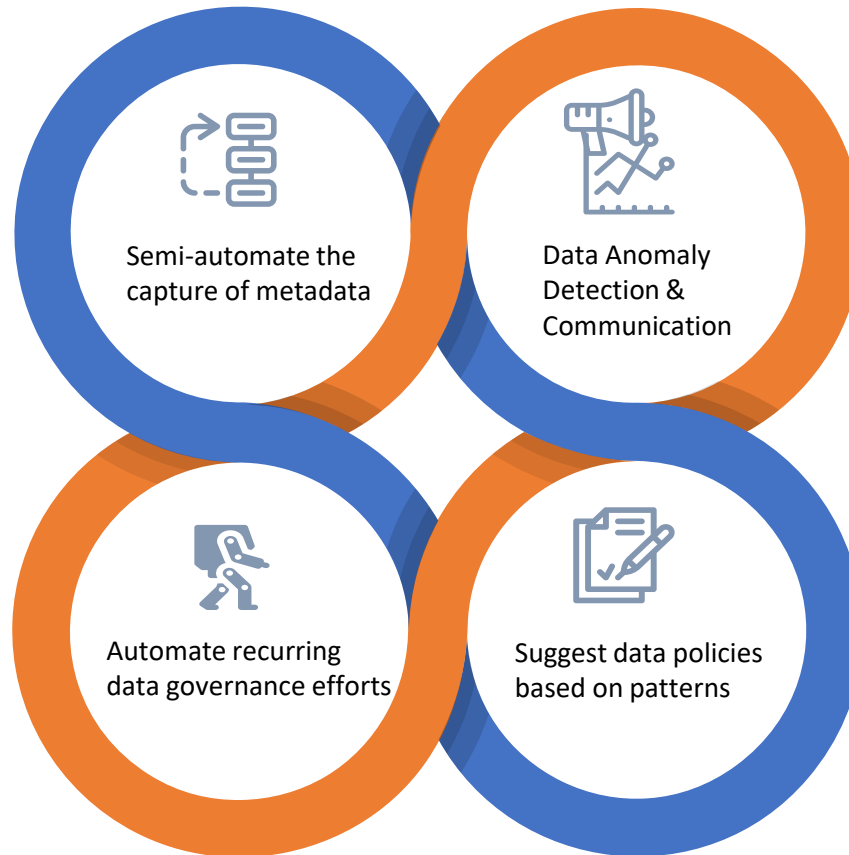 Semi-automate the
capture of metadata
Data Anomaly
Detection &
Communication
Automate recurring
data governance efforts
Suggest data policies
based on patterns